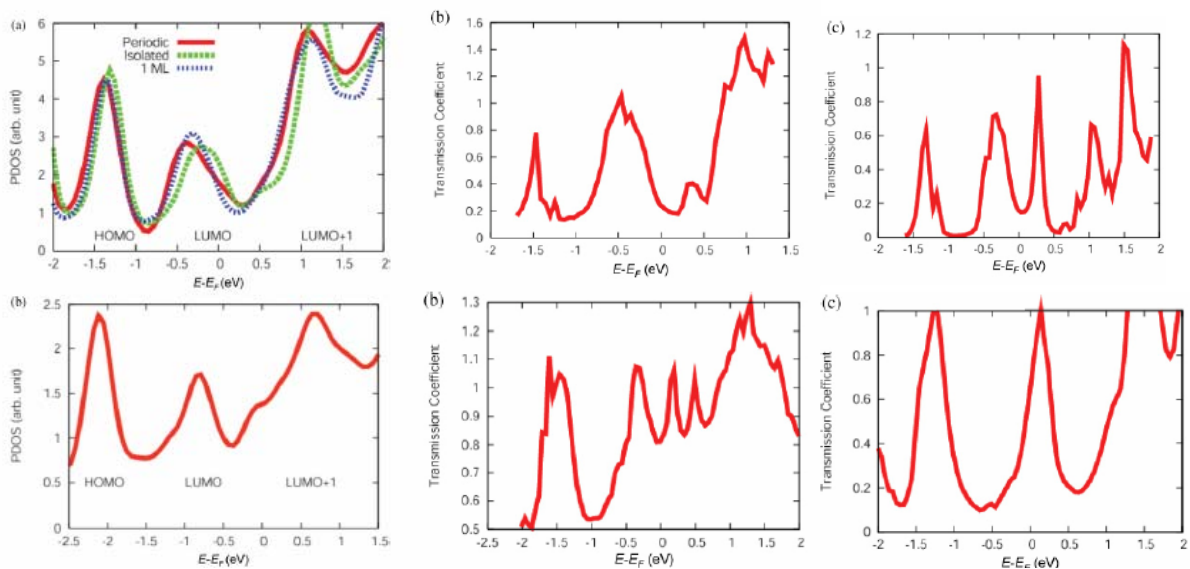 (a)
6
5
4
3
2
1
0
PDOS (arb. unit)
Periodic
Isolated
1 ML
HOMO LUMO LUMO+1
-2 -1.5 -1 -0.5 0 0.5 1 1.5 2
E-E_F (eV)
(b)
1.6
1.4
1.2
1
0.8
0.6
0.4
0.2
0
Transmission Coefficient
-2 -1.5 -1 -0.5 0 0.5 1 1.5 2
E-E_F (eV)
(c)
1.2
1
0.8
0.6
0.4
0.2
0
Transmission Coefficient
-2 -1.5 -1 -0.5 0 0.5 1 1.5 2
E-E_F (eV)
(b)
2.5
2
1.5
1
0.5
0
PDOS (arb. unit)
HOMO LUMO LUMO+1
-2.5 -2 -1.5 -1 -0.5 0 0.5 1 1.5
E-E_F (eV)
(b)
1.3
1.2
1.1
1
0.9
0.8
0.7
0.6
0.5
Transmission Coefficient
-2 -1.5 -1 -0.5 0 0.5 1 1.5 2
E-E_F (eV)
(c)
1
0.8
0.6
0.4
0.2
0
Transmission Coefficient
-2 -1.5 -1 -0.5 0 0.5 1 1.5 2
E-E_F (eV)